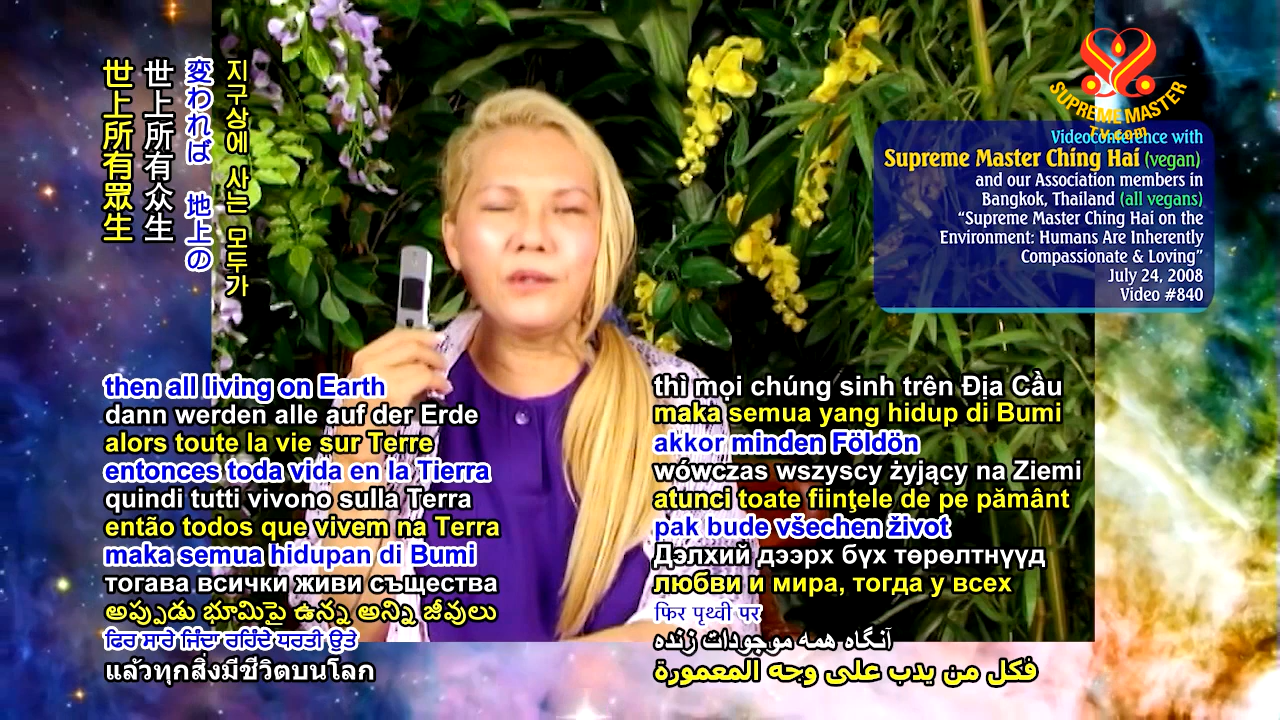 世上所有眾生
世上所有众生
変われば 地上の
지구상에 사는 모두가
SUPREME MASTER
TV.com
Videoconference with
Supreme Master Ching Hai (vegan)
and our Association members in
Bangkok, Thailand (all vegans)
“Supreme Master Ching Hai on the
Environment: Humans Are Inherently
Compassionate & Loving”
July 24, 2008
Video #840
then all living on Earth
dann werden alle auf der Erde
alors toute la vie sur Terre
entonces toda vida en la Tierra
quindi tutti vivono sulla Terra
então todos que vivem na Terra
maka semua hidupan di Bumi
тогава всички живи същества
అప్పుడు భూమిపై ఉన్న అన్ని జీవులు
ਫਿਰ ਸਾਰੇ ਜਿੰਦਾ ਰਹਿੰਦੇ ਧਰਤੀ ਉਤੇ
แล้วทุกสิ่งมีชีวิตบนโลก
thì mọi chúng sinh trên Địa Cầu
maka semua yang hidup di Bumi
akkor minden Földön
wówczas wszyscy żyjący na Ziemi
atunci toate fiinţele de pe pământ
pak bude všechen život
Дэлхий дээрх бүх төрөлтнүүд
любви и мира, тогда у всех
फिर पृथ्वी पर
آنگاه همه موجودات زنده
فكل من يدب على وجه المعمورة